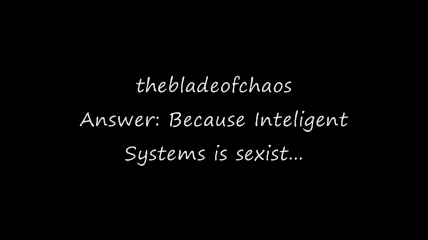 thebladeofchaos
Answer: Because Inteligent
Systems is sexist...